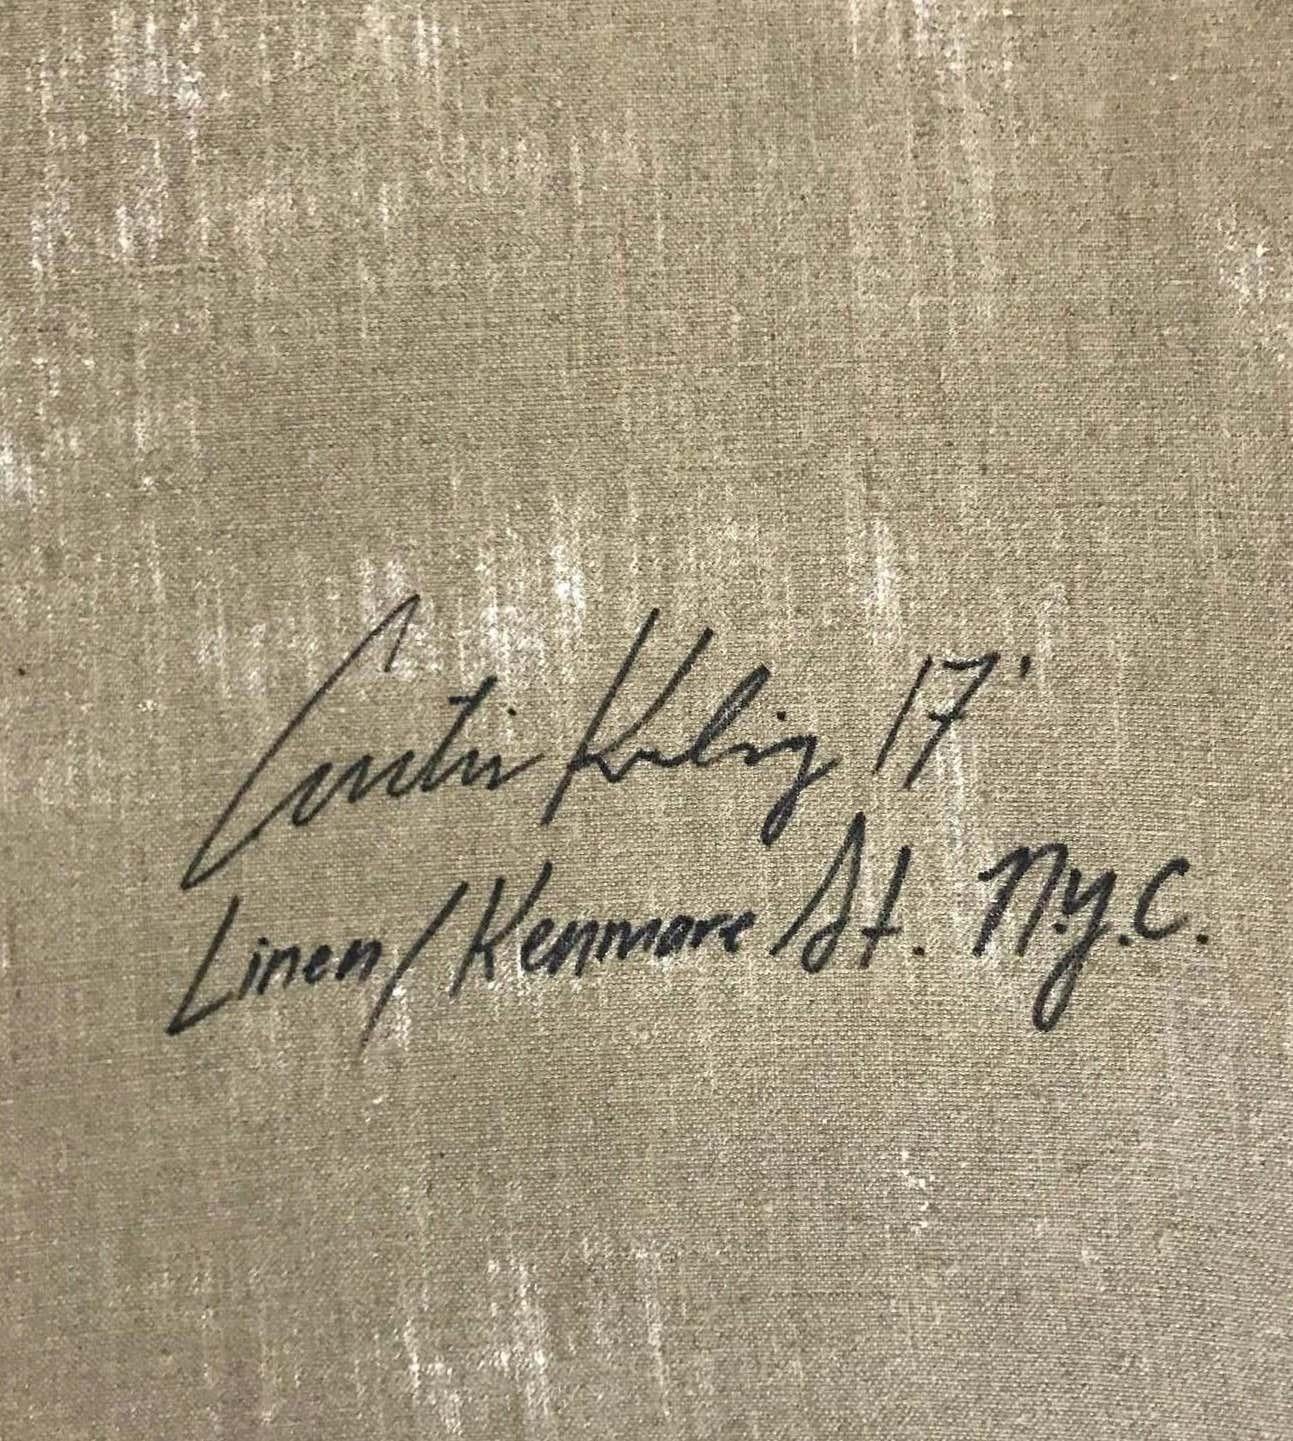 Curtis Kulig 17'
Linen/Kenmare St. N.y.C.